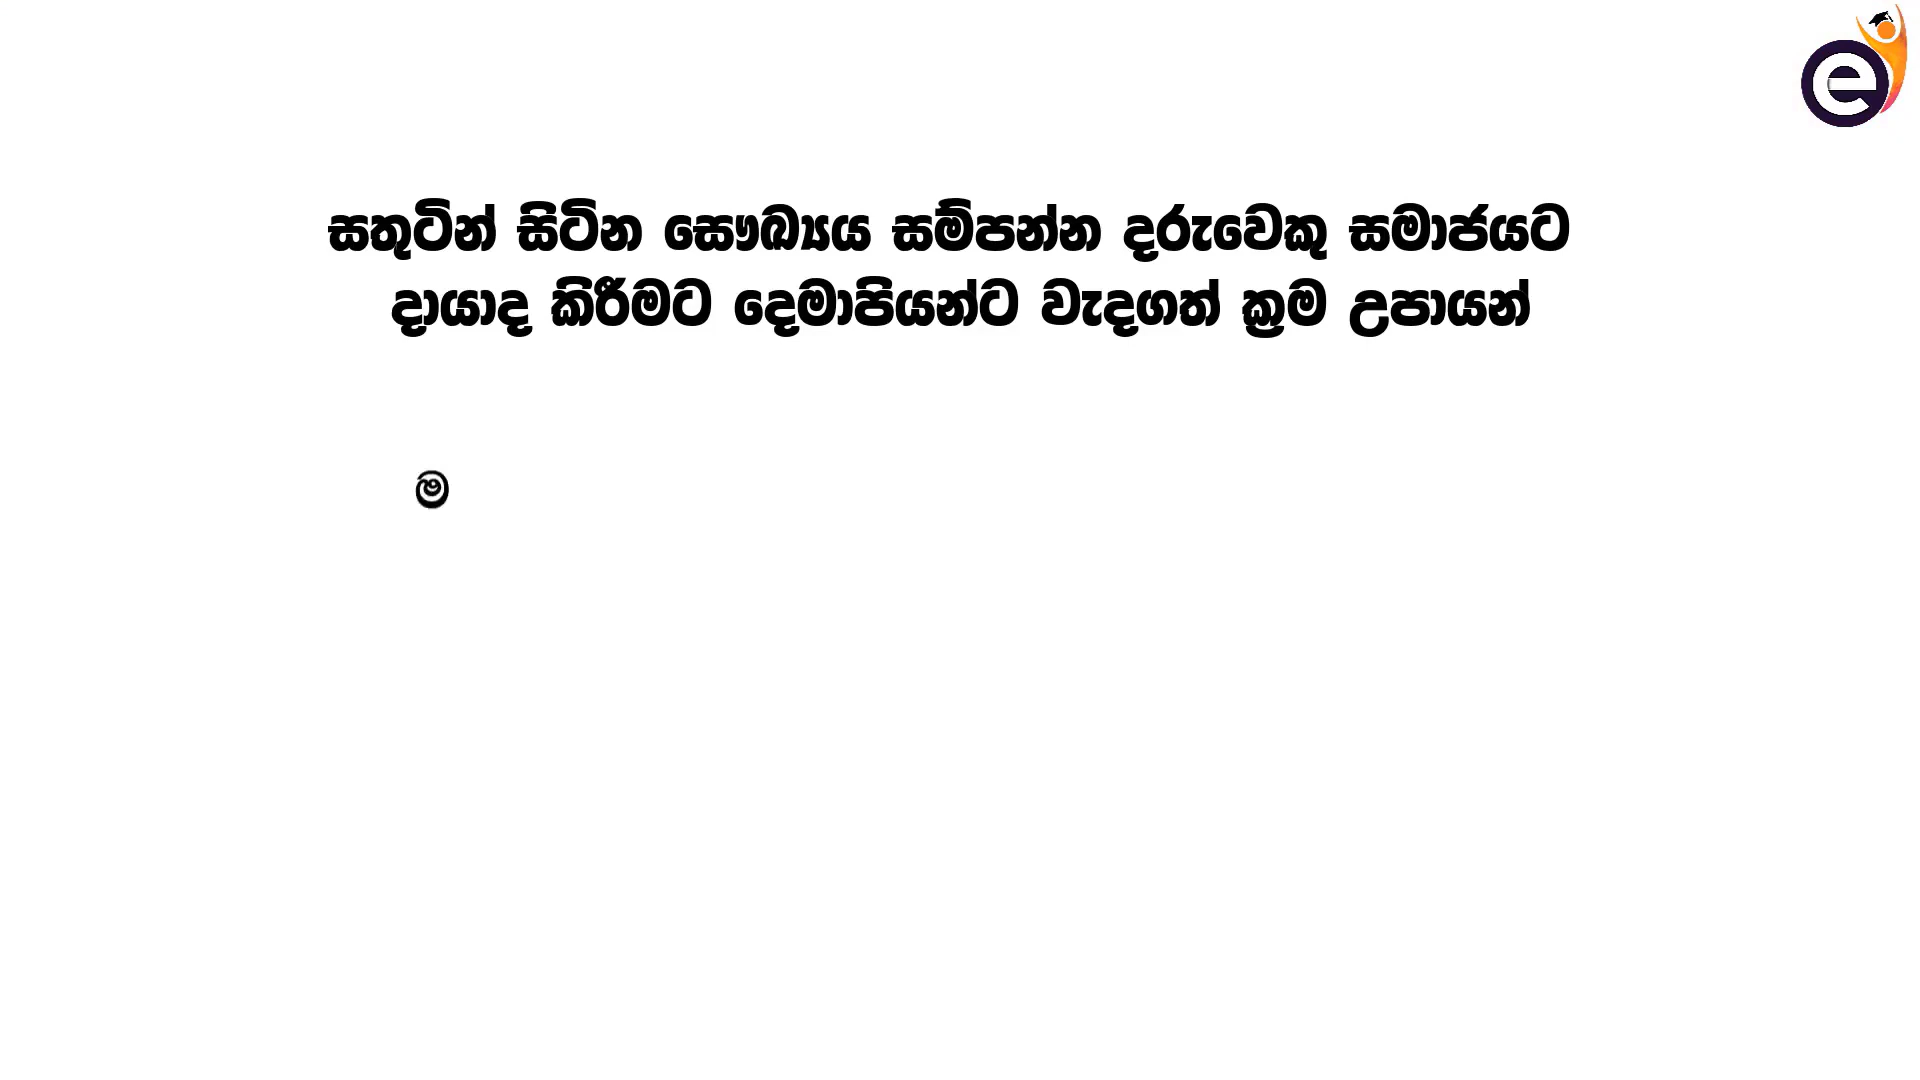 සතුටින් සිටින සෞඛ්‍යය සම්පන්න දරුවෙකු සමාජයට
දායාද කිරීමට දෙමාපියන්ට වැදගත් ක්‍රම උපායන්
ම
e